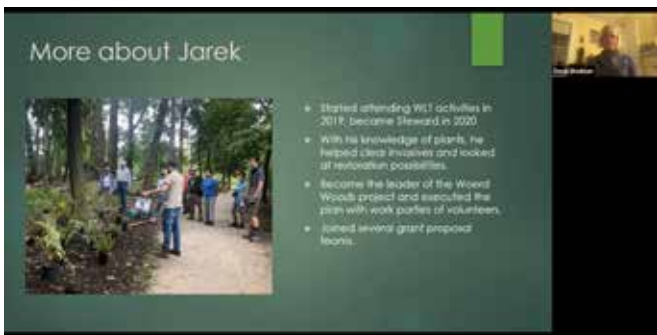 More about Jarek
Started attending WLT activities in
2019, became Steward in 2020
With his knowledge of plants, he
helped clear invasives and looked
at restoration possibilities.
Became the leader of the Woerd
Woods project and executed the
plan with work parties of volunteers.
Joined several grant proposal
teams.